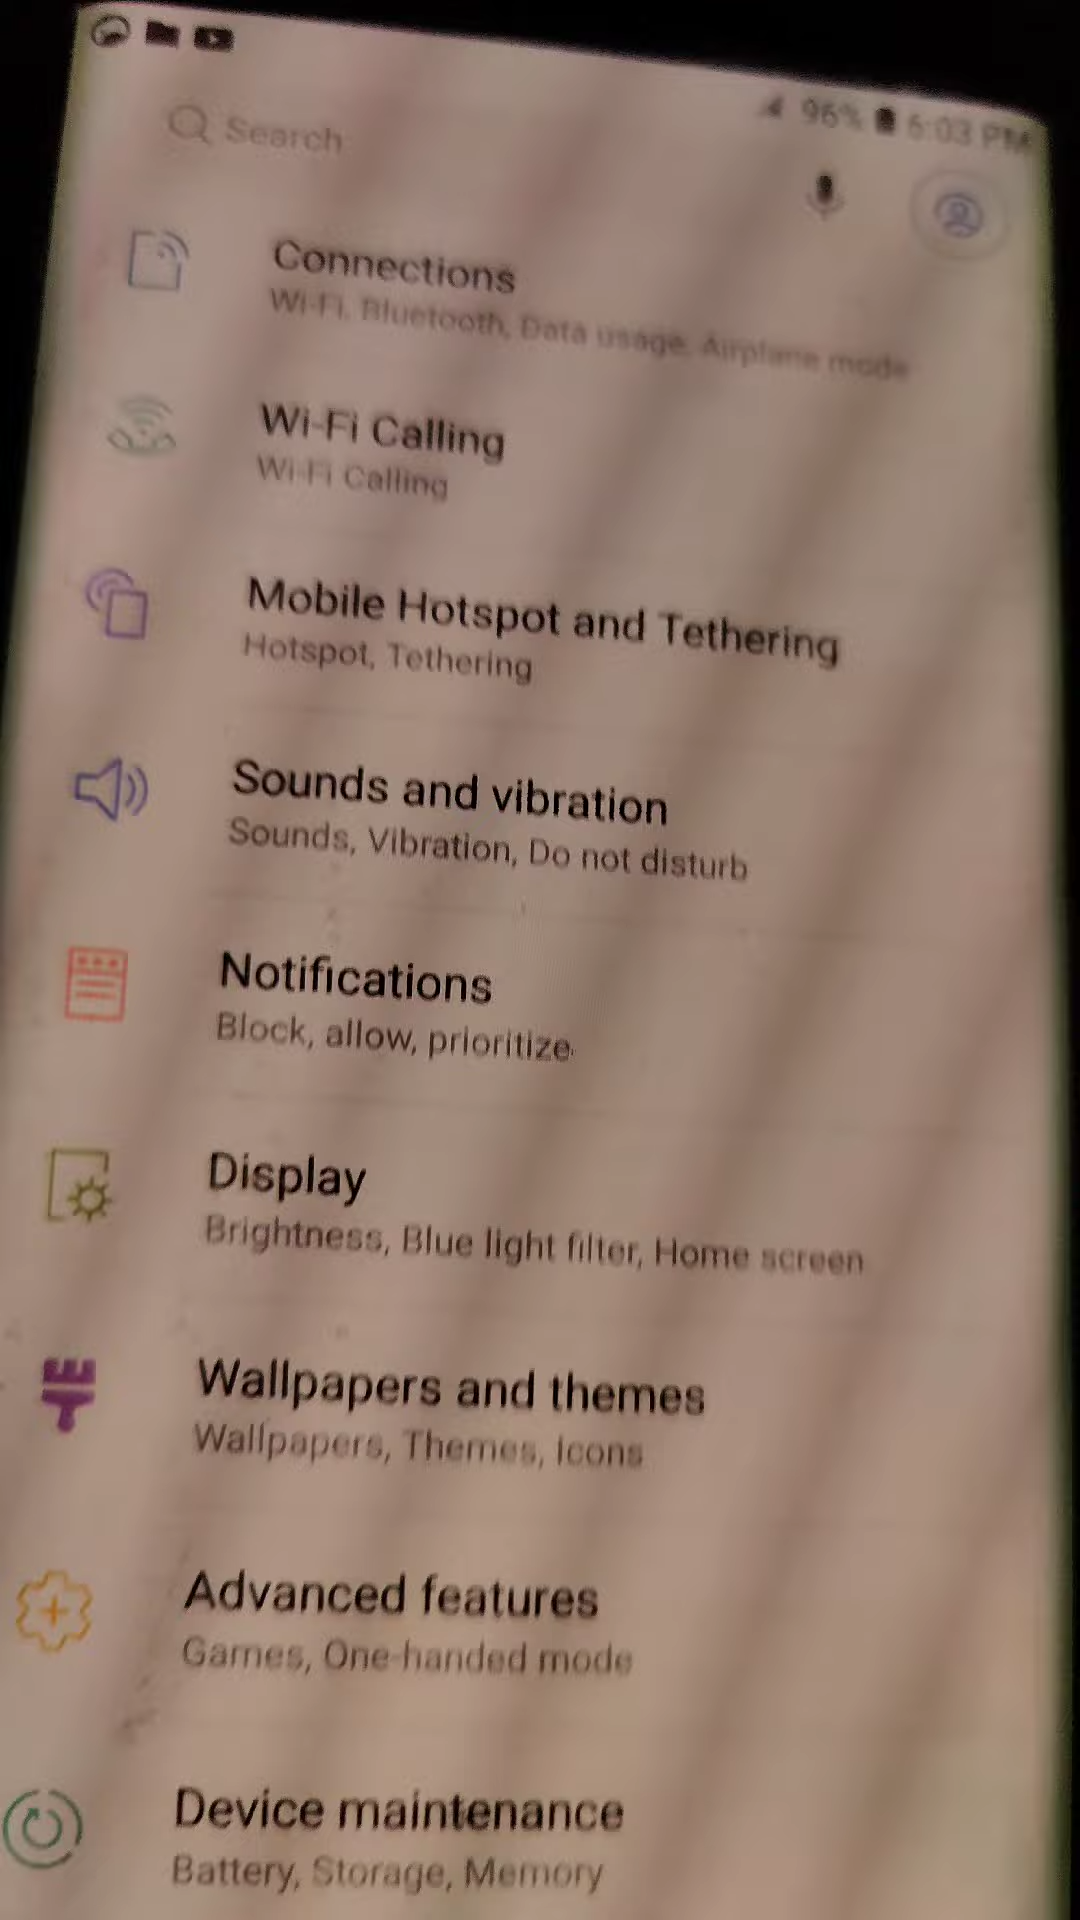 96% 6:03 PM
Search
Connections
Wi-Fi, Bluetooth, Data usage, Airplane mode
Wi-Fi Calling
Wi-Fi Calling
Mobile Hotspot and Tethering
Hotspot, Tethering
Sounds and vibration
Sounds, Vibration, Do not disturb
Notifications
Block, allow, prioritize
Display
Brightness, Blue light filter, Home screen
Wallpapers and themes
Wallpapers, Themes, Icons
Advanced features
Games, One-handed mode
Device maintenance
Battery, Storage, Memory